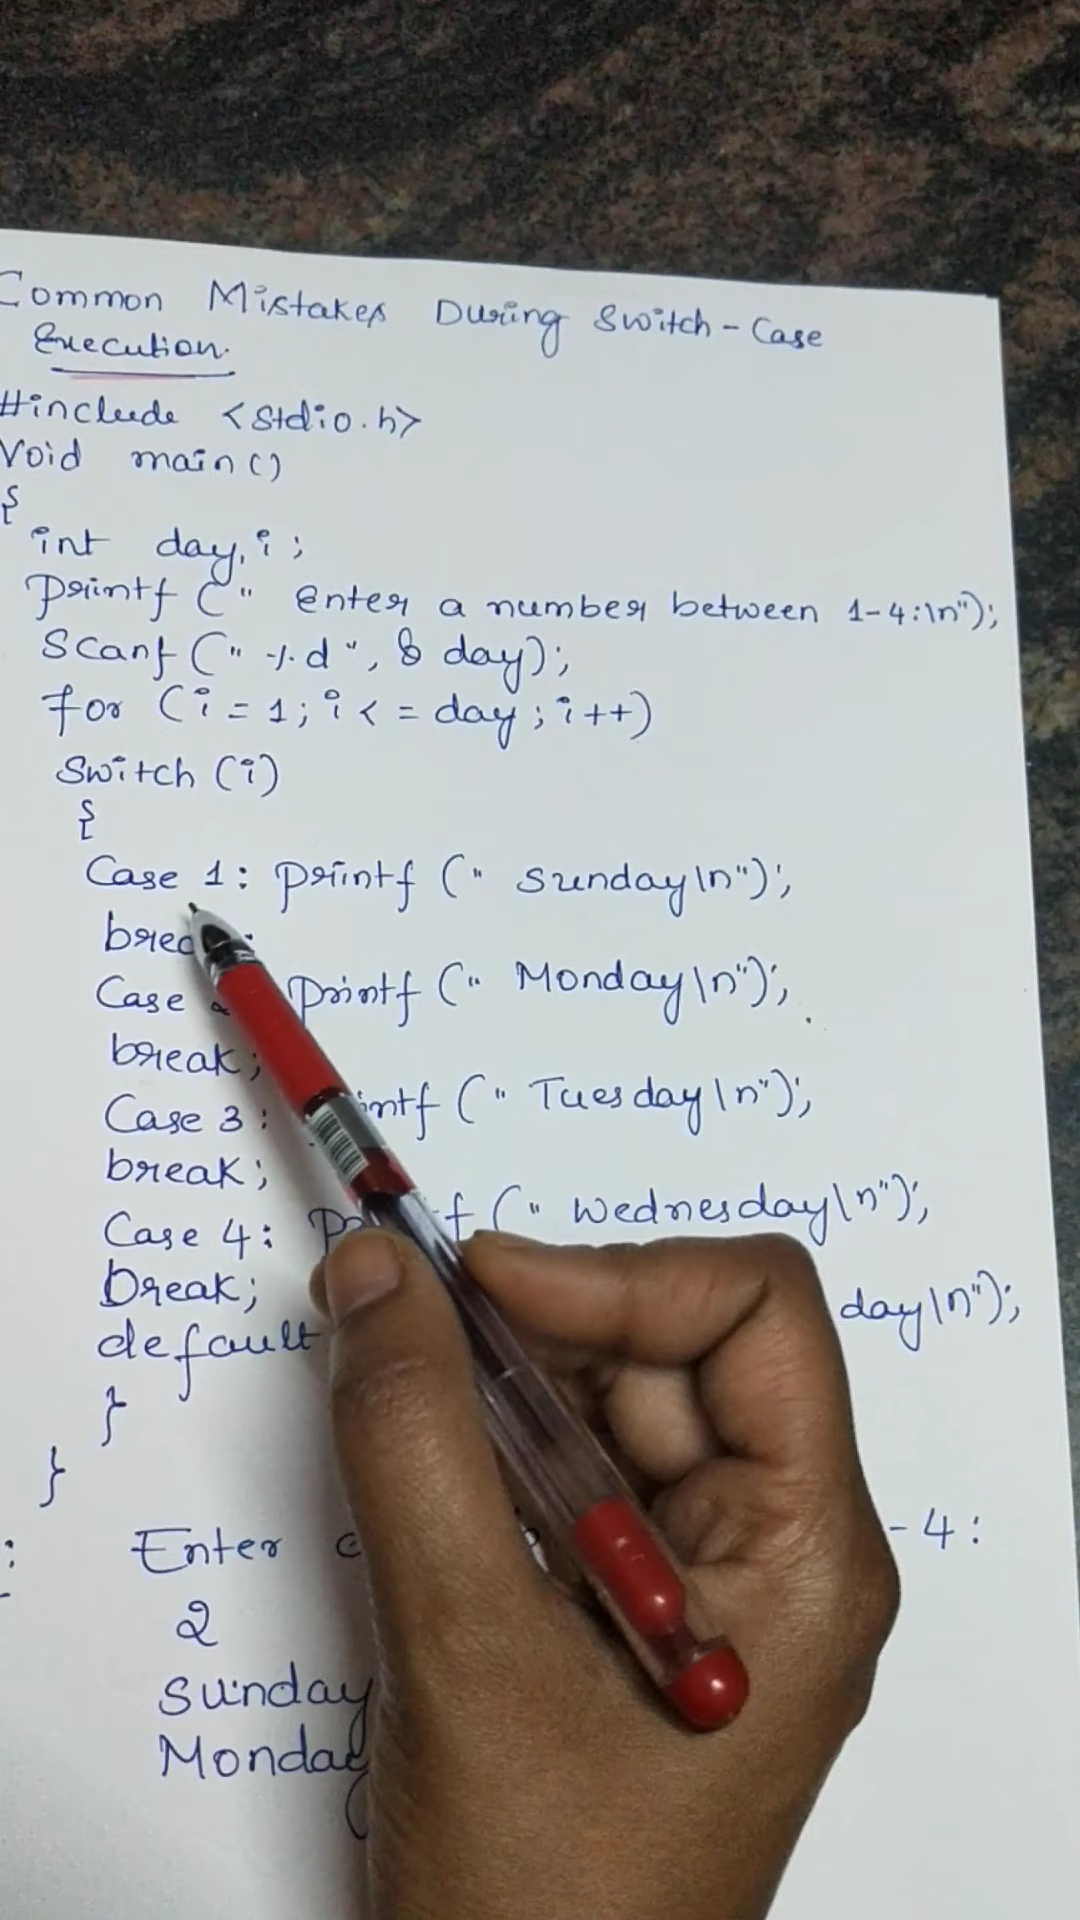 Common Mistakes During Switch-Case
Execution.
#include <stdio.h>
Void main()
{
int day, i;
printf (" Enter a number between 1-4:\n");
Scanf (" %d ", & day);
for (i = 1; i < = day; i++)
Switch (i)
{
Case 1: printf (" Sunday\n");
Case printf (" Monday\n");
break;
Case 3: (" Tuesday\n");
break;
Case 4: (" Wednesday\n");
Break;
default day\n");
}
}
Enter -4:
2
Sunday
Monday